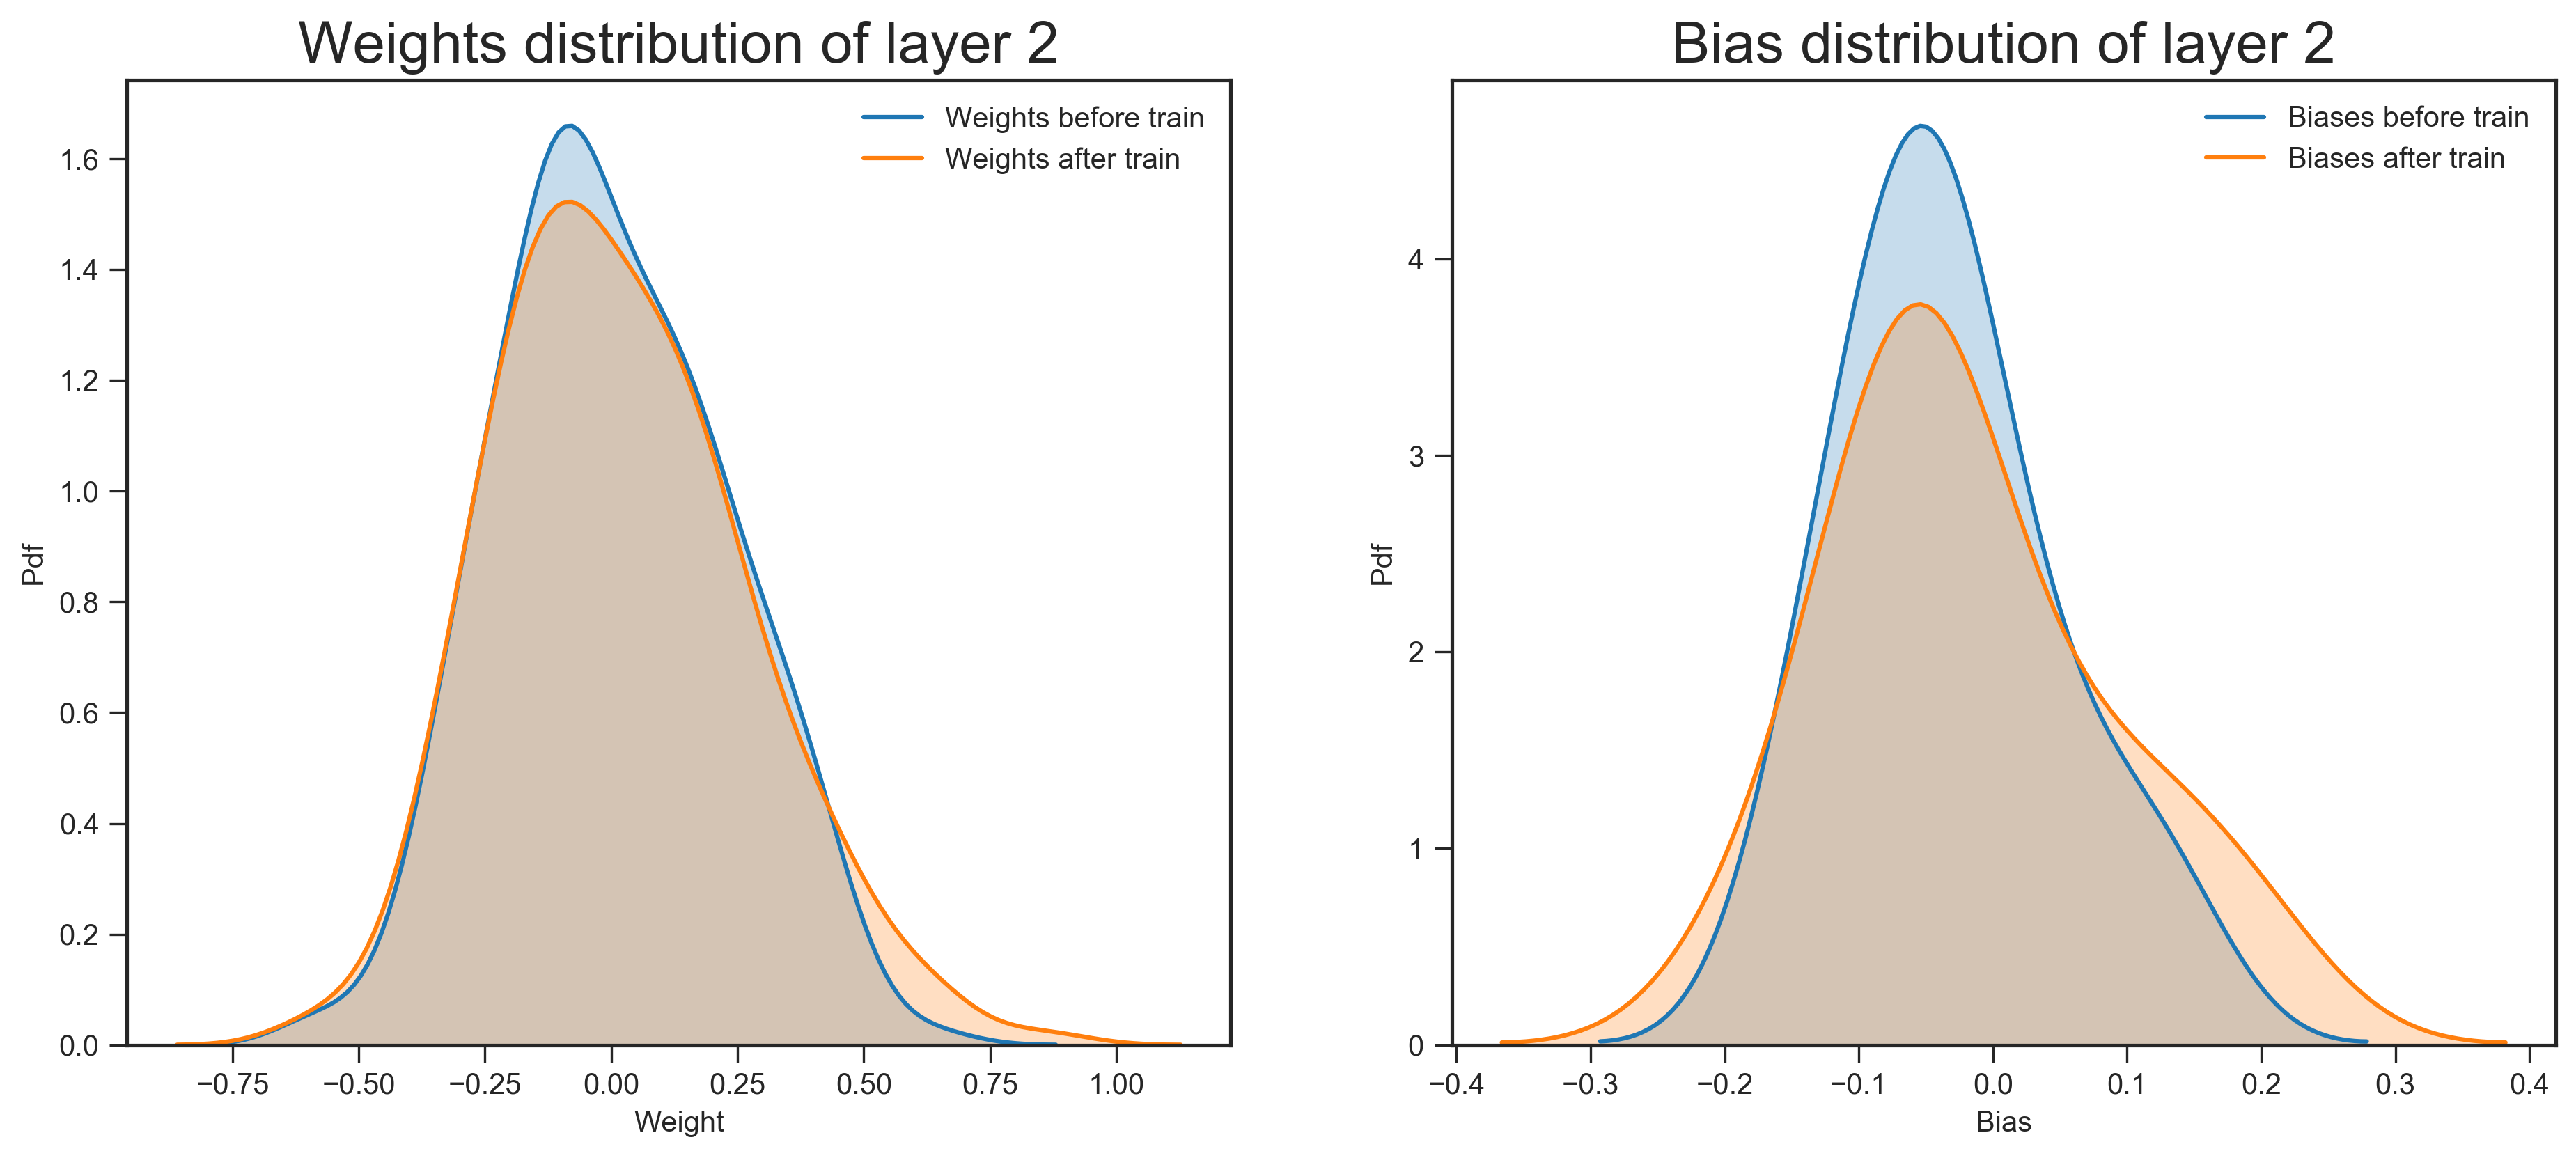 Weights distribution of layer 2
Weights before train
Weights after train
1.6
1.4
1.2
1.0
0.8
0.6
0.4
0.2
0.0
Pdf
−0.75 −0.50 −0.25 0.00 0.25 0.50 0.75 1.00
Weight
Bias distribution of layer 2
Biases before train
Biases after train
4
3
2
1
0
Pdf
−0.4 −0.3 −0.2 −0.1 0.0 0.1 0.2 0.3 0.4
Bias